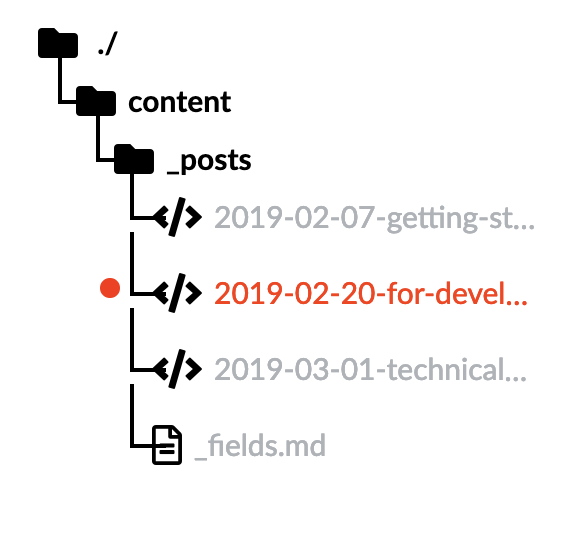 ./
content
_posts
2019-02-07-getting-st...
2019-02-20-for-devel...
2019-03-01-technical...
_fields.md